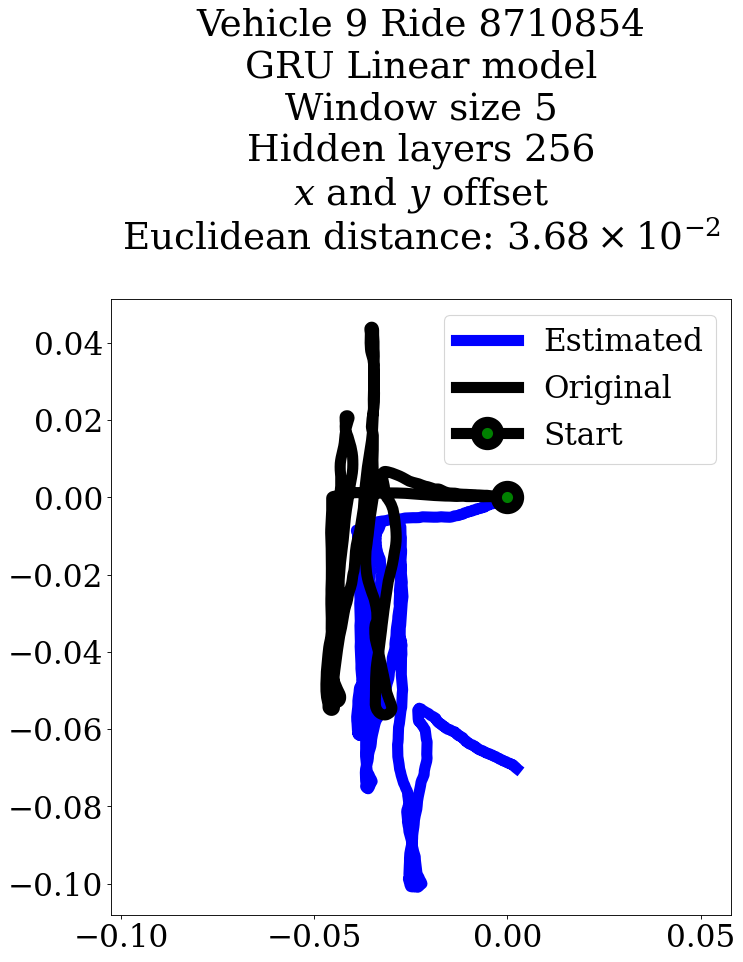 Vehicle 9 Ride 8710854
GRU Linear model
Window size 5
Hidden layers 256
x and y offset
Euclidean distance: 3.68 × 10⁻²
Estimated
Original
Start
0.04
0.02
0.00
−0.02
−0.04
−0.06
−0.08
−0.10
−0.10 −0.05 0.00 0.05